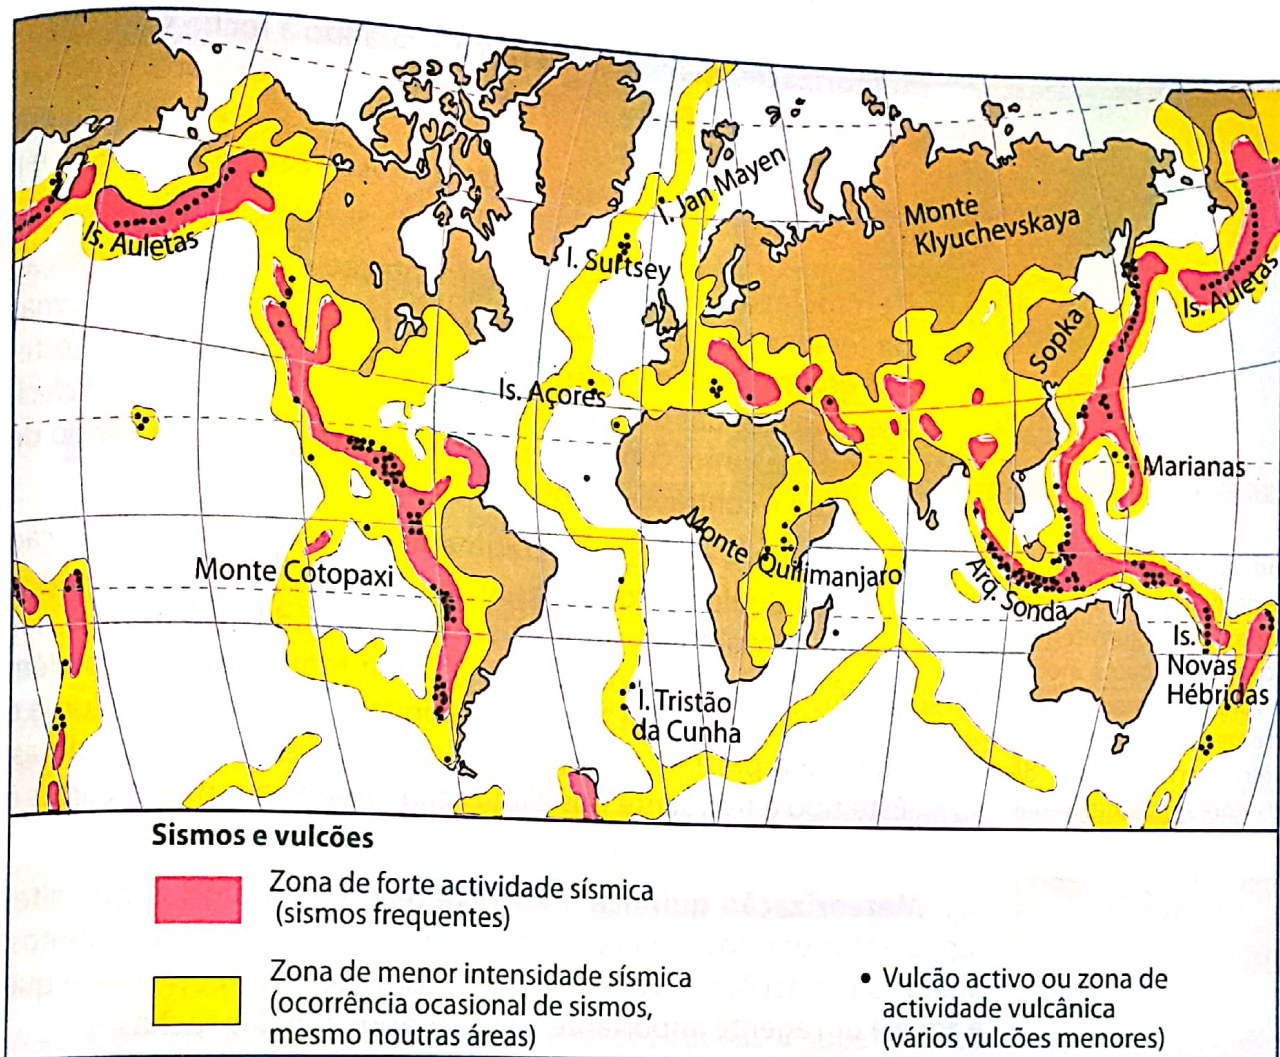 I. Jan Mayen
Monte
Klyuchevskaya
Is. Auletas
I. Surtsey
Is. Auletas
Sopka
Is. Açores
Marianas
Monte Quilimanjaro
Monte Cotopaxi
Arq. Sonda
Is.
Novas
Hébridas
I. Tristão
da Cunha
Sismos e vulcões
Zona de forte actividade sísmica
(sismos frequentes)
Zona de menor intensidade sísmica
(ocorrência ocasional de sismos,
mesmo noutras áreas)
Vulcão activo ou zona de
actividade vulcânica
(vários vulcões menores)